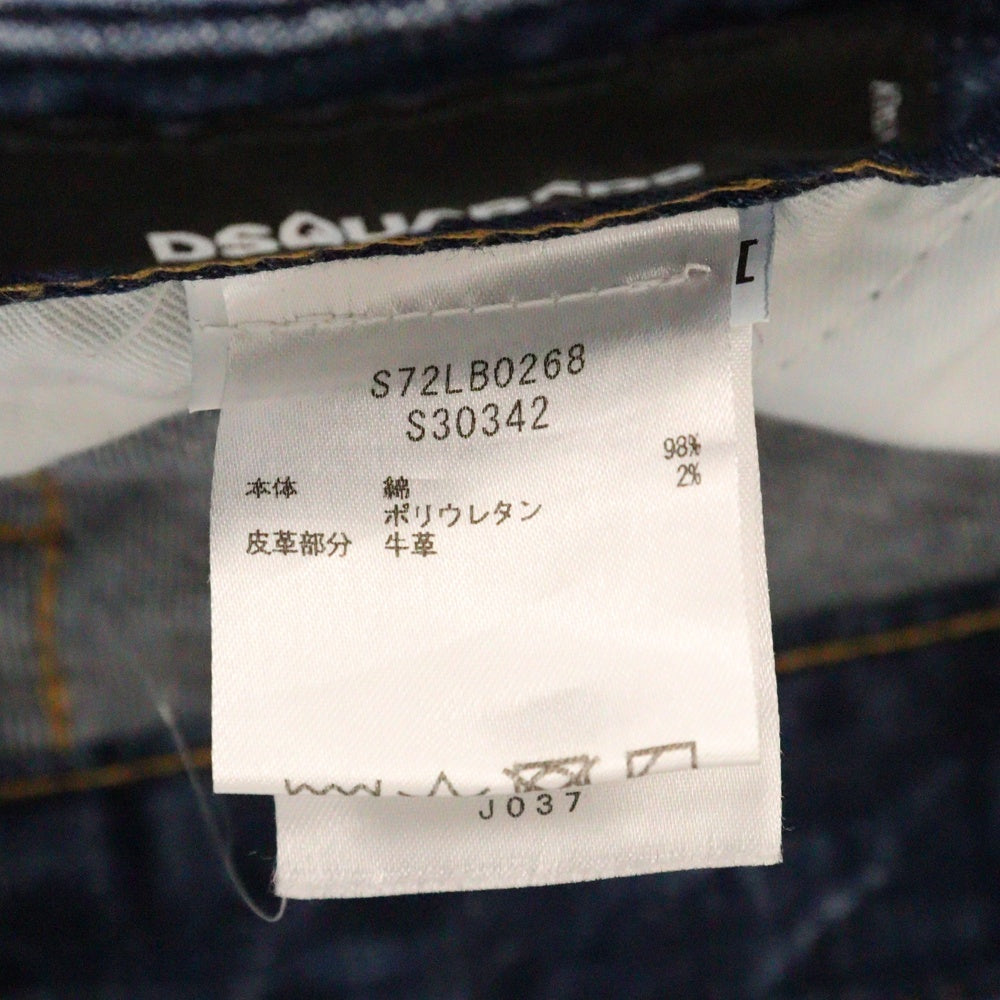 DSQUARED2
S72LB0268
S30342
98%
本体 綿 2%
ポリウレタン
皮革部分 牛革
J037